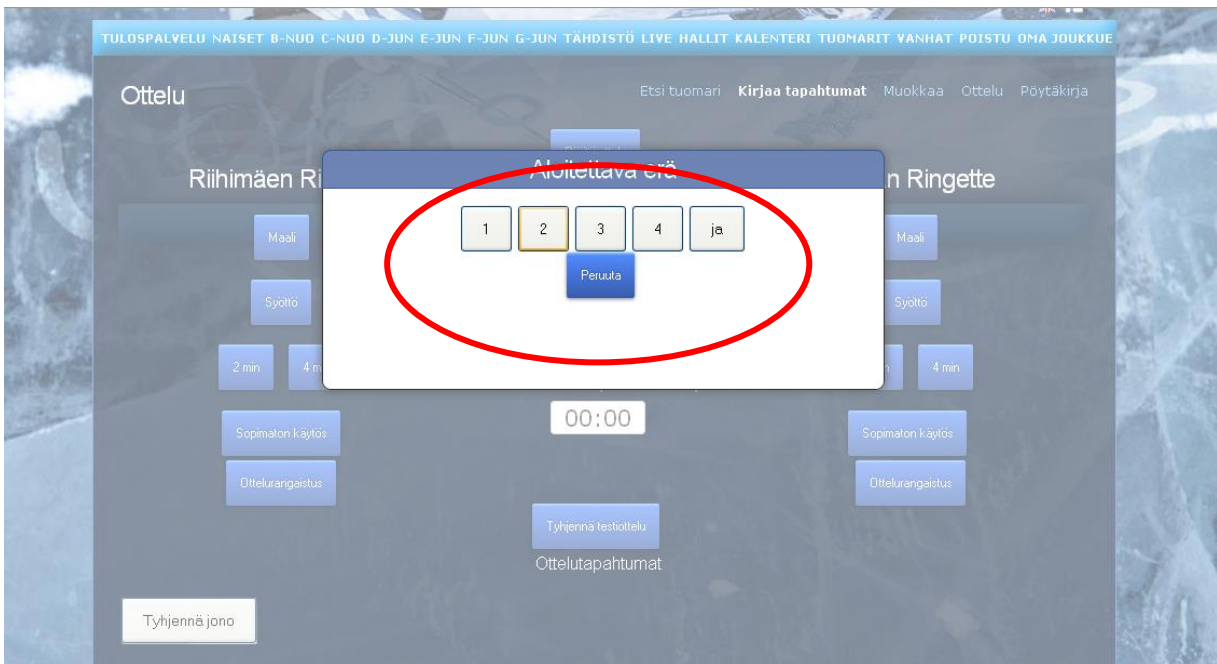 TULOSPALVELU NAISET B-NUO C-NUO D-JUN E-JUN F-JUN G-JUN TÄHDISTÖ LIVE HALLIT KALENTERI TUOMARIT VANHAT POISTU OMA JOUKKUE
Ottelu
Etsi tuomari Kirjaa tapahtumat Muokkaa Ottelu Pöytäkirja
Aloitettava erä
Riihimäen Ri
n Ringette
1 2 3 4 ja
Peruuta
Maali
Maali
Syöttö
Syöttö
2 min 4 m
n 4 min
00:00
Sopimaton käytös
Sopimaton käytös
Ottelurangaistus
Ottelurangaistus
Tyhjennä testiottelu
Ottelutapahtumat
Tyhjennä jono